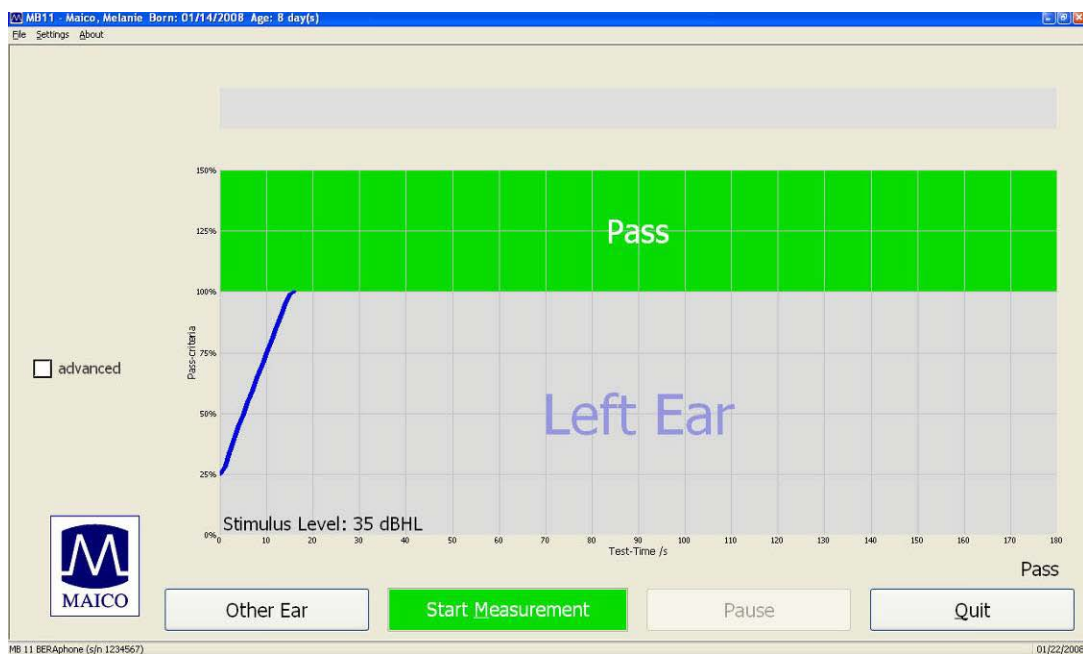 MB11 - Maico, Melanie Born: 01/14/2008 Age: 8 day(s)
File Settings About
150%
125%
Pass
100%
Pass-criteria
75%
advanced
50%
Left Ear
25%
Stimulus Level: 35 dBHL
0%
0 10 20 30 40 50 60 70 80 90 100 110 120 130 140 150 160 170 180
Test-Time /s
Pass
MAICO
Other Ear Start Measurement Pause Quit
MB 11 BERAphone (s/n 1234567) 01/22/2008